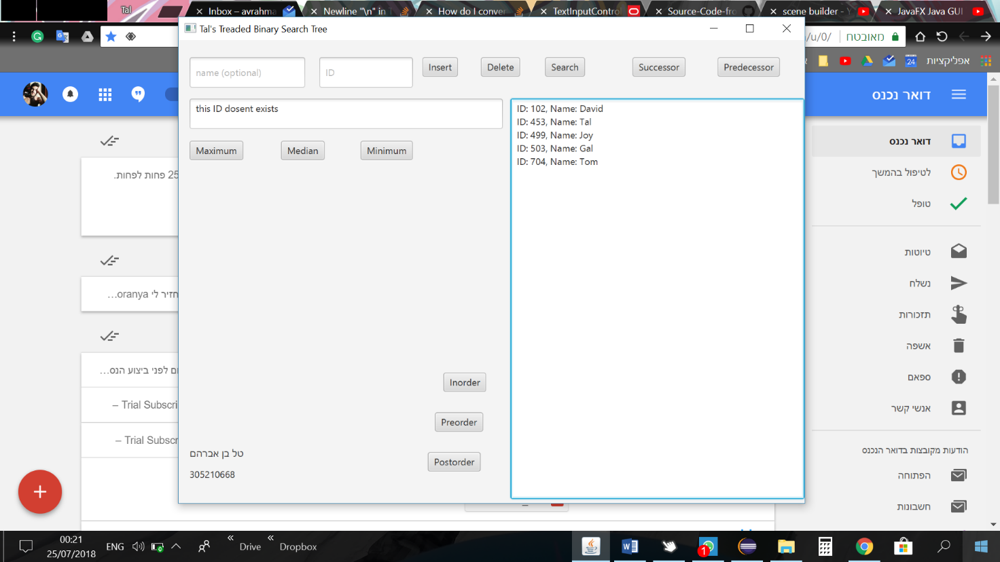 Tal
Inbox – avrahma
Newline "\n" in T
How do I conver
TextInputControl
Source-Code-fro
scene builder - Y
JavaFX Java GUI
/u/0/
מאובטח
24
אפליקציות
Tal's Treaded Binary Search Tree
name (optional)
ID
Insert
Delete
Search
Successor
Predecessor
this ID dosent exists
Maximum
Median
Minimum
ID: 102, Name: David
ID: 453, Name: Tal
ID: 499, Name: Joy
ID: 503, Name: Gal
ID: 704, Name: Tom
Inorder
Preorder
Postorder
טל בן אברהם
305210668
דואר נכנס
דואר נכנס
לטיפול בהמשך
טופל
טיוטות
נשלח
תזכורות
אשפה
ספאם
אנשי קשר
הודעות מקובצות בדואר הנכנס
הפתוחה
חשבונות
25 פחות לפחות.
חזיר לי oranya...
ום לפני ביצוע הנס...
– Trial Subscri
– Trial Subscr
00:21
25/07/2018
ENG
Drive
Dropbox
1